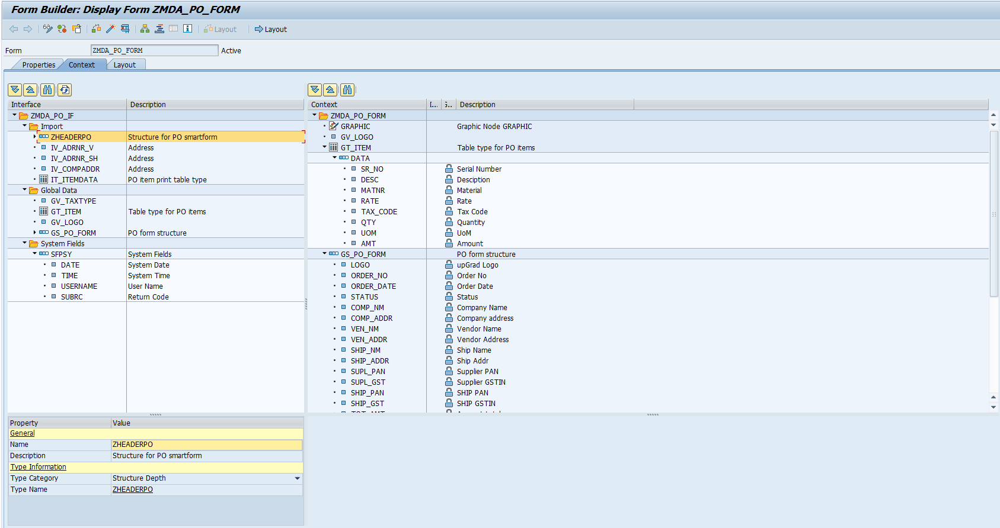 Form Builder: Display Form ZMDA_PO_FORM
Layout
Layout
Form ZMDA_PO_FORM Active
Properties Context Layout
Interface Description
ZMDA_PO_IF
Import
ZHEADERPO Structure for PO smartform
IV_ADRNR_V Address
IV_ADRNR_SH Address
IV_COMPADDR Address
IT_ITEMDATA PO item print table type
Global Data
GV_TAXTYPE
GT_ITEM Table type for PO items
GV_LOGO
GS_PO_FORM PO form structure
System Fields
SFPSY System Fields
DATE System Date
TIME System Time
USERNAME User Name
SUBRC Return Code
Context Description
ZMDA_PO_FORM
GRAPHIC Graphic Node GRAPHIC
GV_LOGO
GT_ITEM Table type for PO items
DATA
SR_NO Serial Number
DESC Desciption
MATNR Material
RATE Rate
TAX_CODE Tax Code
QTY Quantity
UOM UoM
AMT Amount
GS_PO_FORM PO form structure
LOGO upGrad Logo
ORDER_NO Order No
ORDER_DATE Order Date
STATUS Status
COMP_NM Company Name
COMP_ADDR Company address
VEN_NM Vendor Name
VEN_ADDR Vendor Address
SHIP_NM Ship Name
SHIP_ADDR Ship Addr
SUPL_PAN Supplier PAN
SUPL_GST Supplier GSTIN
SHIP_PAN SHIP PAN
SHIP_GST SHIP GSTIN
Property Value
General
Name ZHEADERPO
Description Structure for PO smartform
Type Information
Type Category Structure Depth
Type Name ZHEADERPO